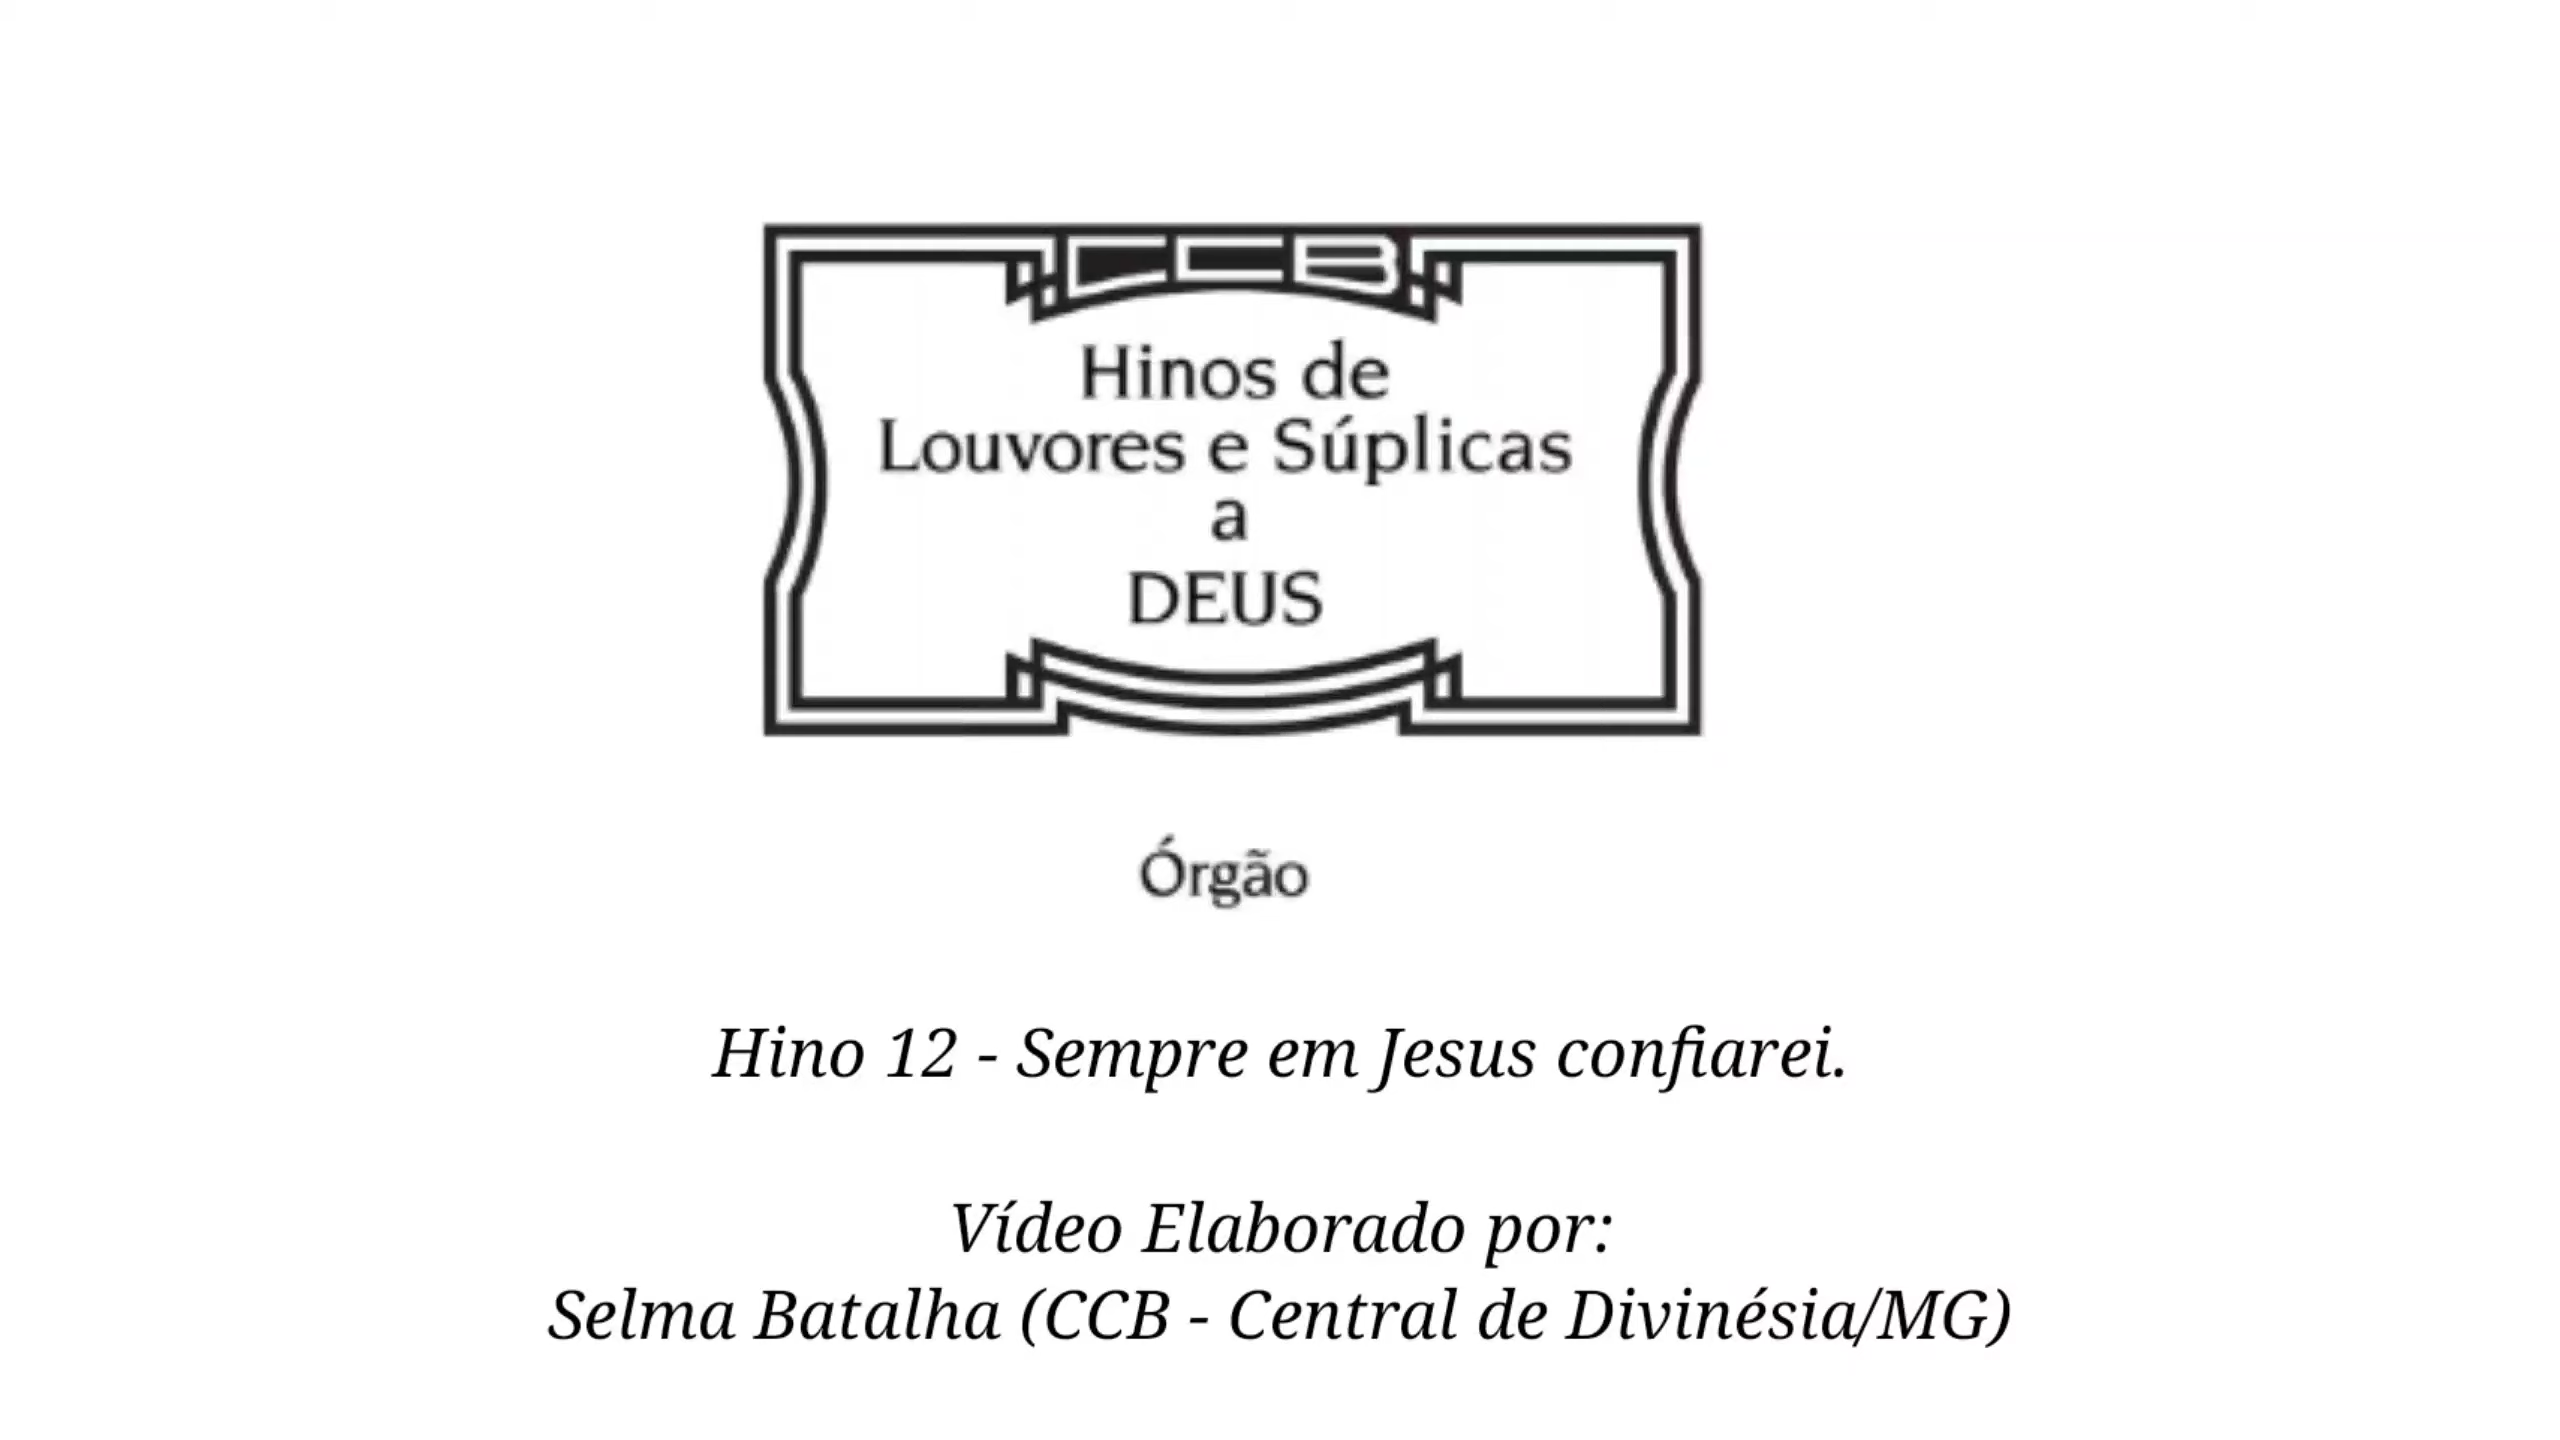 CCB
Hinos de
Louvores e Súplicas
a
DEUS
Órgão
Hino 12 - Sempre em Jesus confiarei.
Vídeo Elaborado por:
Selma Batalha (CCB - Central de Divinésia/MG)